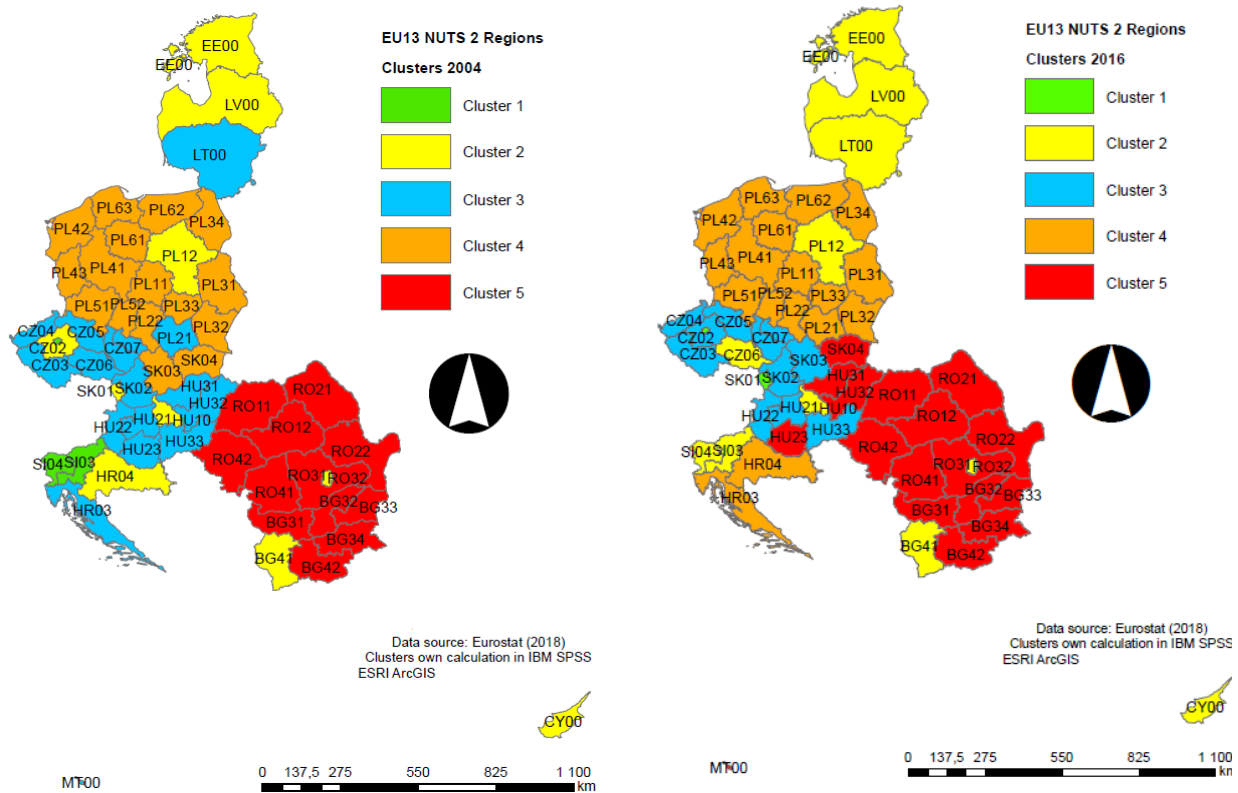 EU13 NUTS 2 Regions
Clusters 2004
Cluster 1
Cluster 2
Cluster 3
Cluster 4
Cluster 5
EE00
EE00
LV00
LT00
PL63
PL62
PL42
PL34
PL61
PL12
PL43
PL41
PL11
PL31
PL51
PL52
PL33
PL22
PL21
PL32
CZ04
CZ05
CZ02
CZ07
CZ03
CZ06
SK04
SK03
SK01
SK02
HU31
HU32
HU21
HU10
HU22
HU33
HU23
SI04
SI03
HR04
HR03
RO21
RO11
RO12
RO22
RO42
RO31
RO32
RO41
BG32
BG33
BG31
BG34
BG41
BG42
Data source: Eurostat (2018)
Clusters own calculation in IBM SPSS
ESRI ArcGIS
CY00
MT00
0 137,5 275 550 825 1 100
km
EU13 NUTS 2 Regions
Clusters 2016
Cluster 1
Cluster 2
Cluster 3
Cluster 4
Cluster 5
EE00
EE00
LV00
LT00
PL63
PL62
PL42
PL34
PL61
PL12
PL43
PL41
PL11
PL31
PL51
PL52
PL33
PL22
PL21
PL32
CZ04
CZ05
CZ02
CZ07
CZ03
CZ06
SK03
SK04
SK01
SK02
HU31
HU32
HU21
HU10
HU22
HU33
HU23
SI04
SI03
HR04
HR03
RO21
RO11
RO12
RO22
RO42
RO31
RO32
RO41
BG32
BG33
BG31
BG34
BG41
BG42
Data source: Eurostat (2018)
Clusters own calculation in IBM SPSS
ESRI ArcGIS
CY00
MT00
0 137,5 275 550 825 1 100
km